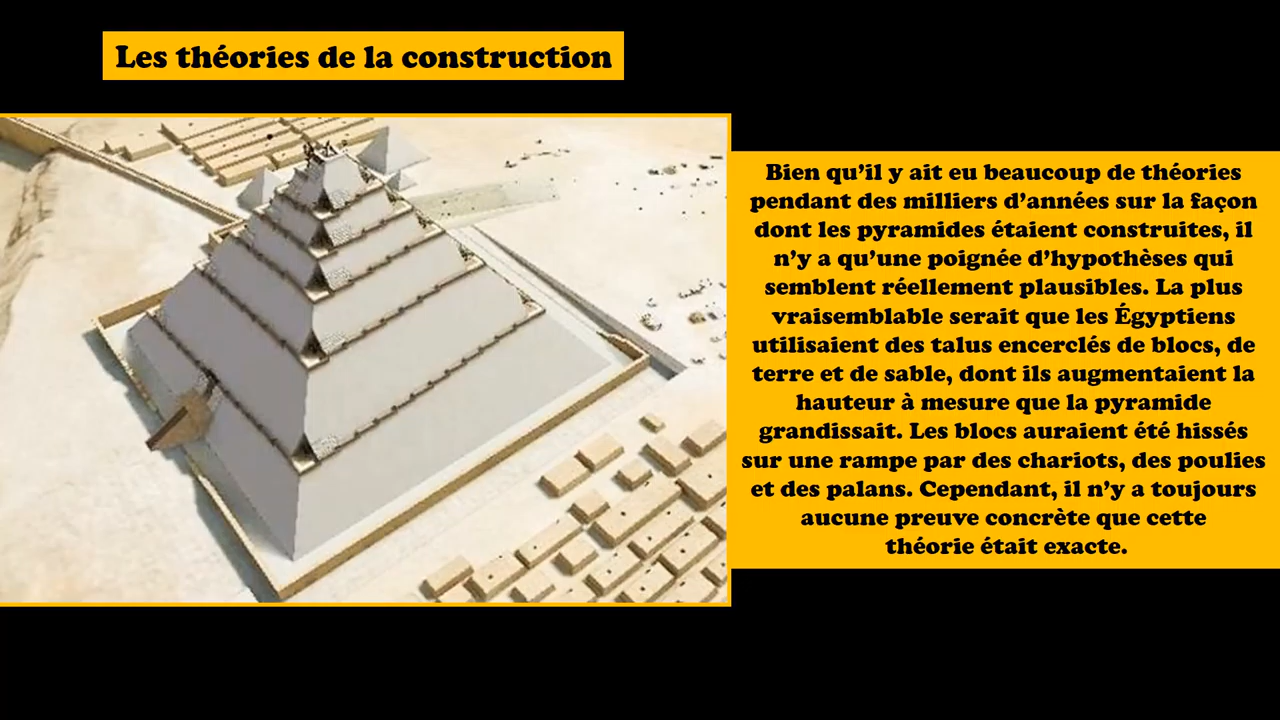 Les théories de la construction
Bien qu’il y ait eu beaucoup de théories
pendant des milliers d’années sur la façon
dont les pyramides étaient construites, il
n’y a qu’une poignée d’hypothèses qui
semblent réellement plausibles. La plus
vraisemblable serait que les Égyptiens
utilisaient des talus encerclés de blocs, de
terre et de sable, dont ils augmentaient la
hauteur à mesure que la pyramide
grandissait. Les blocs auraient été hissés
sur une rampe par des chariots, des poulies
et des palans. Cependant, il n’y a toujours
aucune preuve concrète que cette
théorie était exacte.